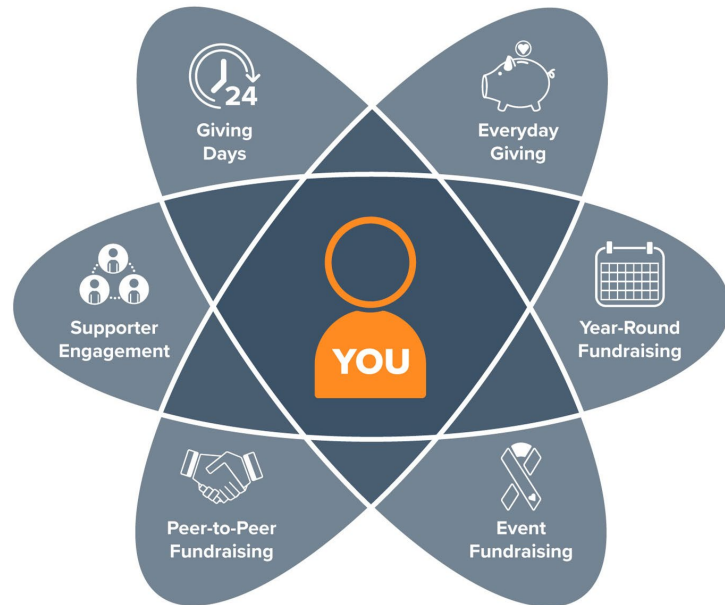 24
Giving
Days
Everyday
Giving
Supporter
Engagement
YOU
Year-Round
Fundraising
Peer-to-Peer
Fundraising
Event
Fundraising